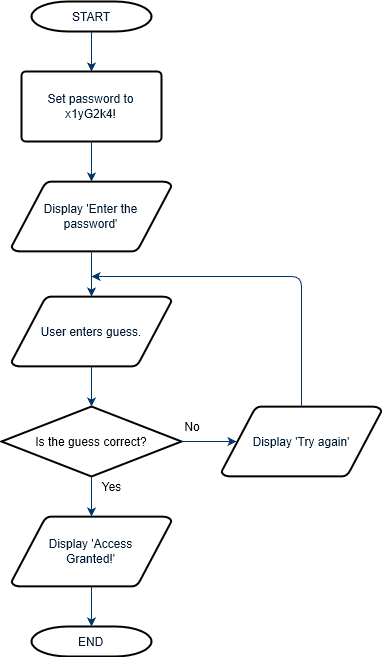 START
Set password to
x1yG2k4!
Display 'Enter the
password'
User enters guess.
Is the guess correct?
No
Display 'Try again'
Yes
Display 'Access
Granted!'
END